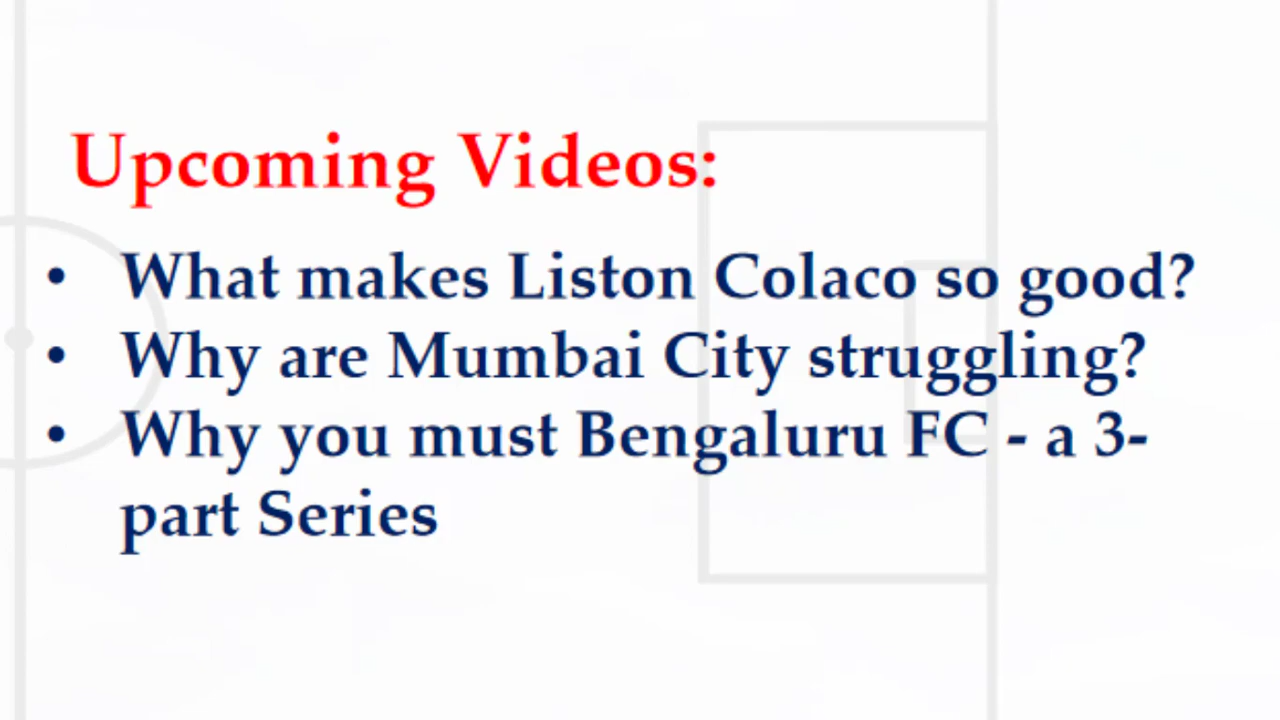 Upcoming Videos:
• What makes Liston Colaco so good?
• Why are Mumbai City struggling?
• Why you must Bengaluru FC - a 3-
part Series